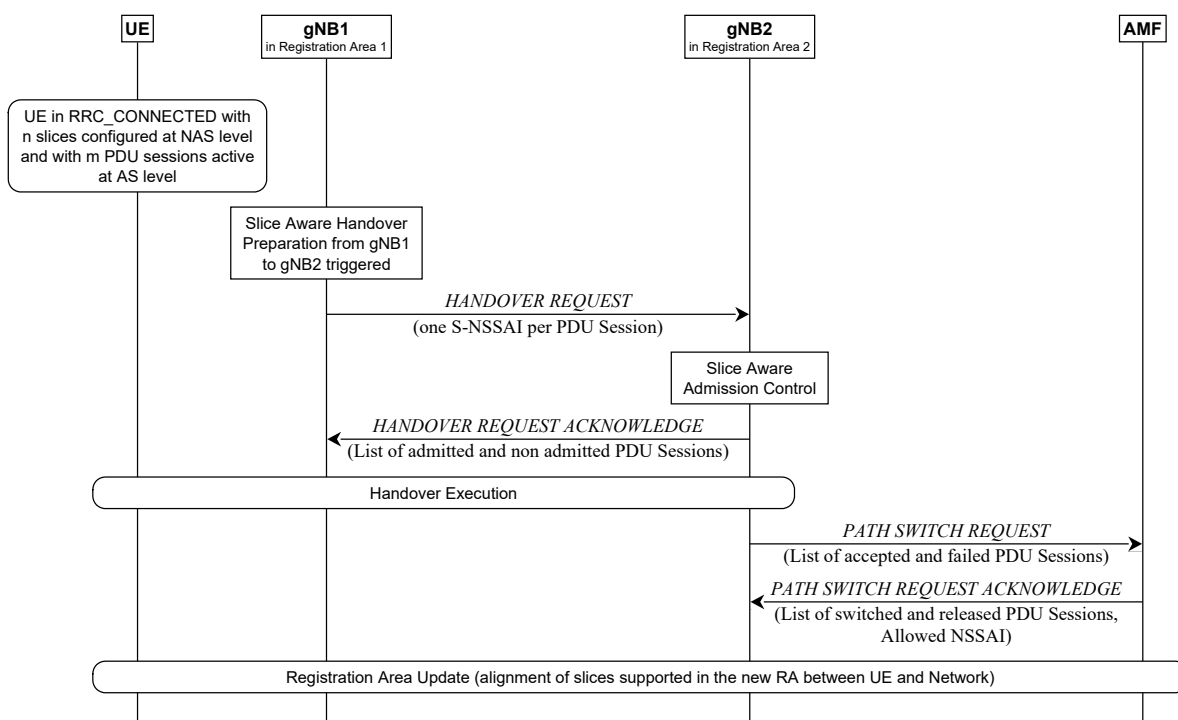 UE
gNB1
in Registration Area 1
gNB2
in Registration Area 2
AMF
UE in RRC_CONNECTED with
n slices configured at NAS level
and with m PDU sessions active
at AS level
Slice Aware Handover
Preparation from gNB1
to gNB2 triggered
HANDOVER REQUEST
(one S-NSSAI per PDU Session)
Slice Aware
Admission Control
HANDOVER REQUEST ACKNOWLEDGE
(List of admitted and non admitted PDU Sessions)
Handover Execution
PATH SWITCH REQUEST
(List of accepted and failed PDU Sessions)
PATH SWITCH REQUEST ACKNOWLEDGE
(List of switched and released PDU Sessions,
Allowed NSSAI)
Registration Area Update (alignment of slices supported in the new RA between UE and Network)